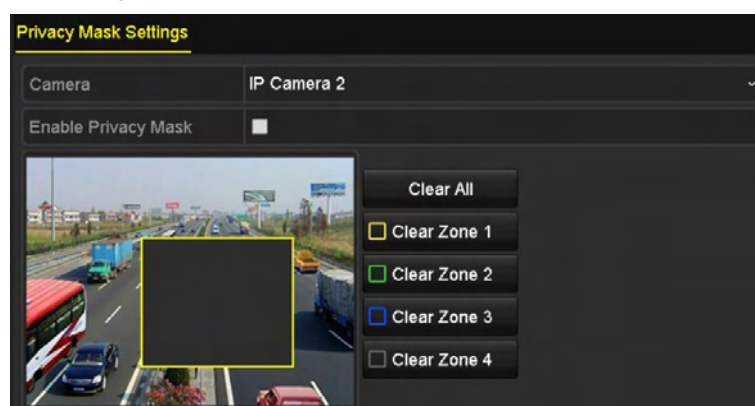 Privacy Mask Settings
Camera IP Camera 2
Enable Privacy Mask
Clear All
Clear Zone 1
Clear Zone 2
Clear Zone 3
Clear Zone 4